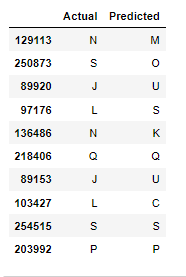 Actual Predicted
129113 N M
250873 S O
89920 J U
97176 L S
136486 N K
218406 Q Q
89153 J U
103427 L C
254515 S S
203992 P P